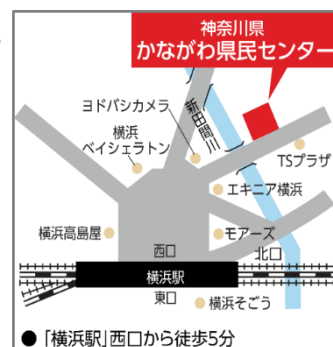 神奈川県
かながわ県民センター
ヨドバシカメラ
新田間川
横浜
ベイシェラトン
TSプラザ
エキニア横浜
横浜高島屋
モアーズ
西口
北口
横浜駅
東口
横浜そごう
● 「横浜駅」西口から徒歩5分